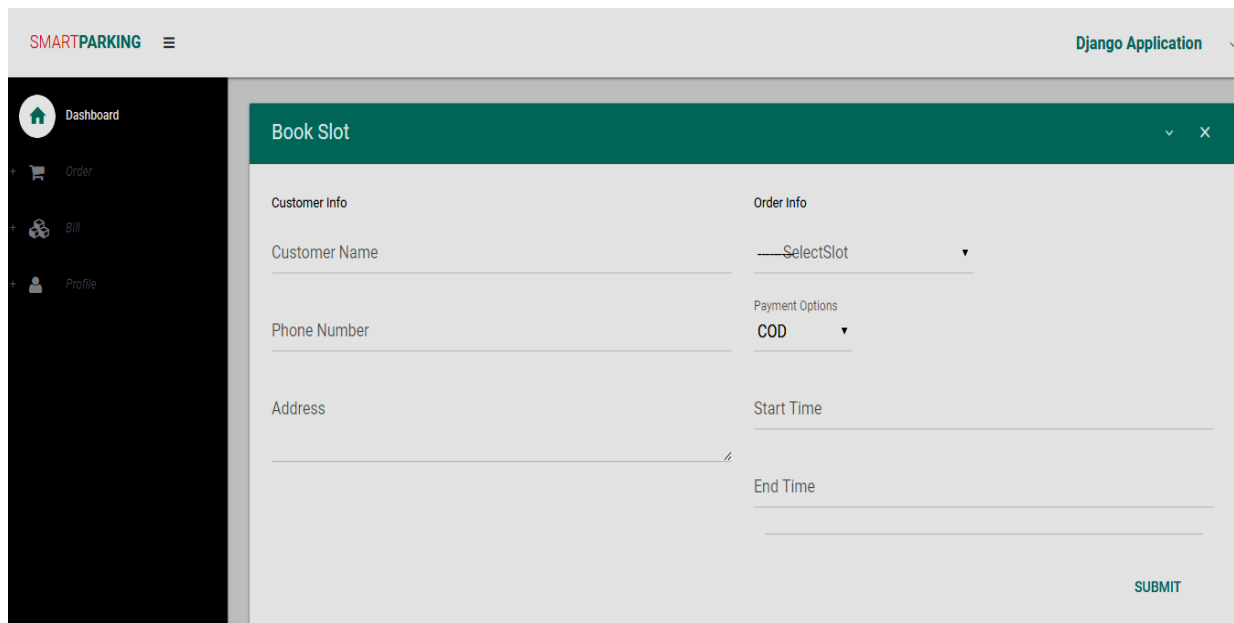 SMARTPARKING
Django Application
Dashboard
Order
Bill
Profile
Book Slot
Customer Info
Customer Name
Phone Number
Address
Order Info
-------SelectSlot
Payment Options
COD
Start Time
End Time
SUBMIT